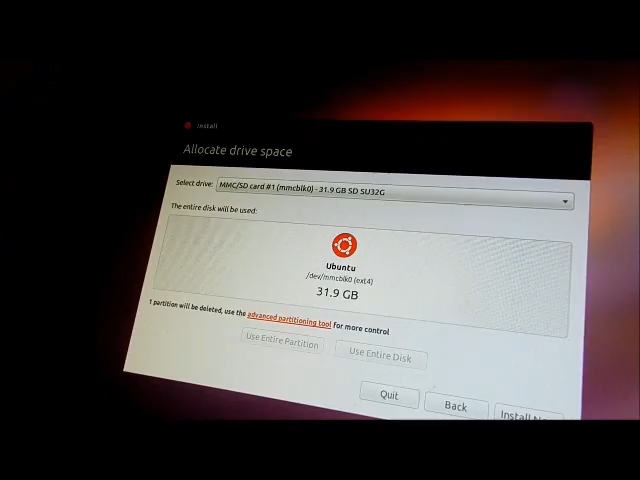 Install
Allocate drive space
Select drive: MMC/SD card #1 (mmcblk0) - 31.9 GB SD SU32G
The entire disk will be used:
Ubuntu
/dev/mmcblk0 (ext4)
31.9 GB
1 partition will be deleted, use the advanced partitioning tool for more control
Use Entire Partition Use Entire Disk
Quit Back Install